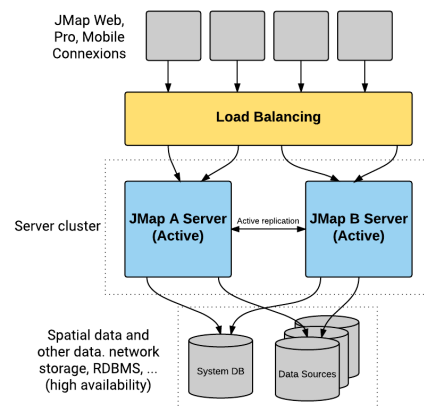 JMap Web,
Pro, Mobile
Connexions
Load Balancing
Server cluster
JMap A Server
(Active)
Active replication
JMap B Server
(Active)
Spatial data and
other data. network
storage, RDBMS, ...
(high availability)
System DB
Data Sources